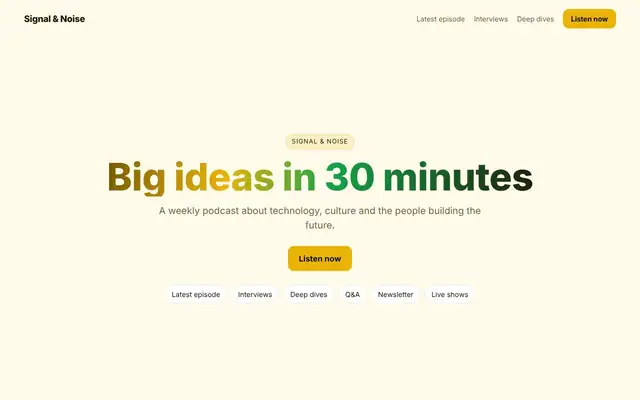 Signal & Noise
Latest episode Interviews Deep dives Listen now
SIGNAL & NOISE
Big ideas in 30 minutes
A weekly podcast about technology, culture and the people building the
future.
Listen now
Latest episode Interviews Deep dives Q&A Newsletter Live shows